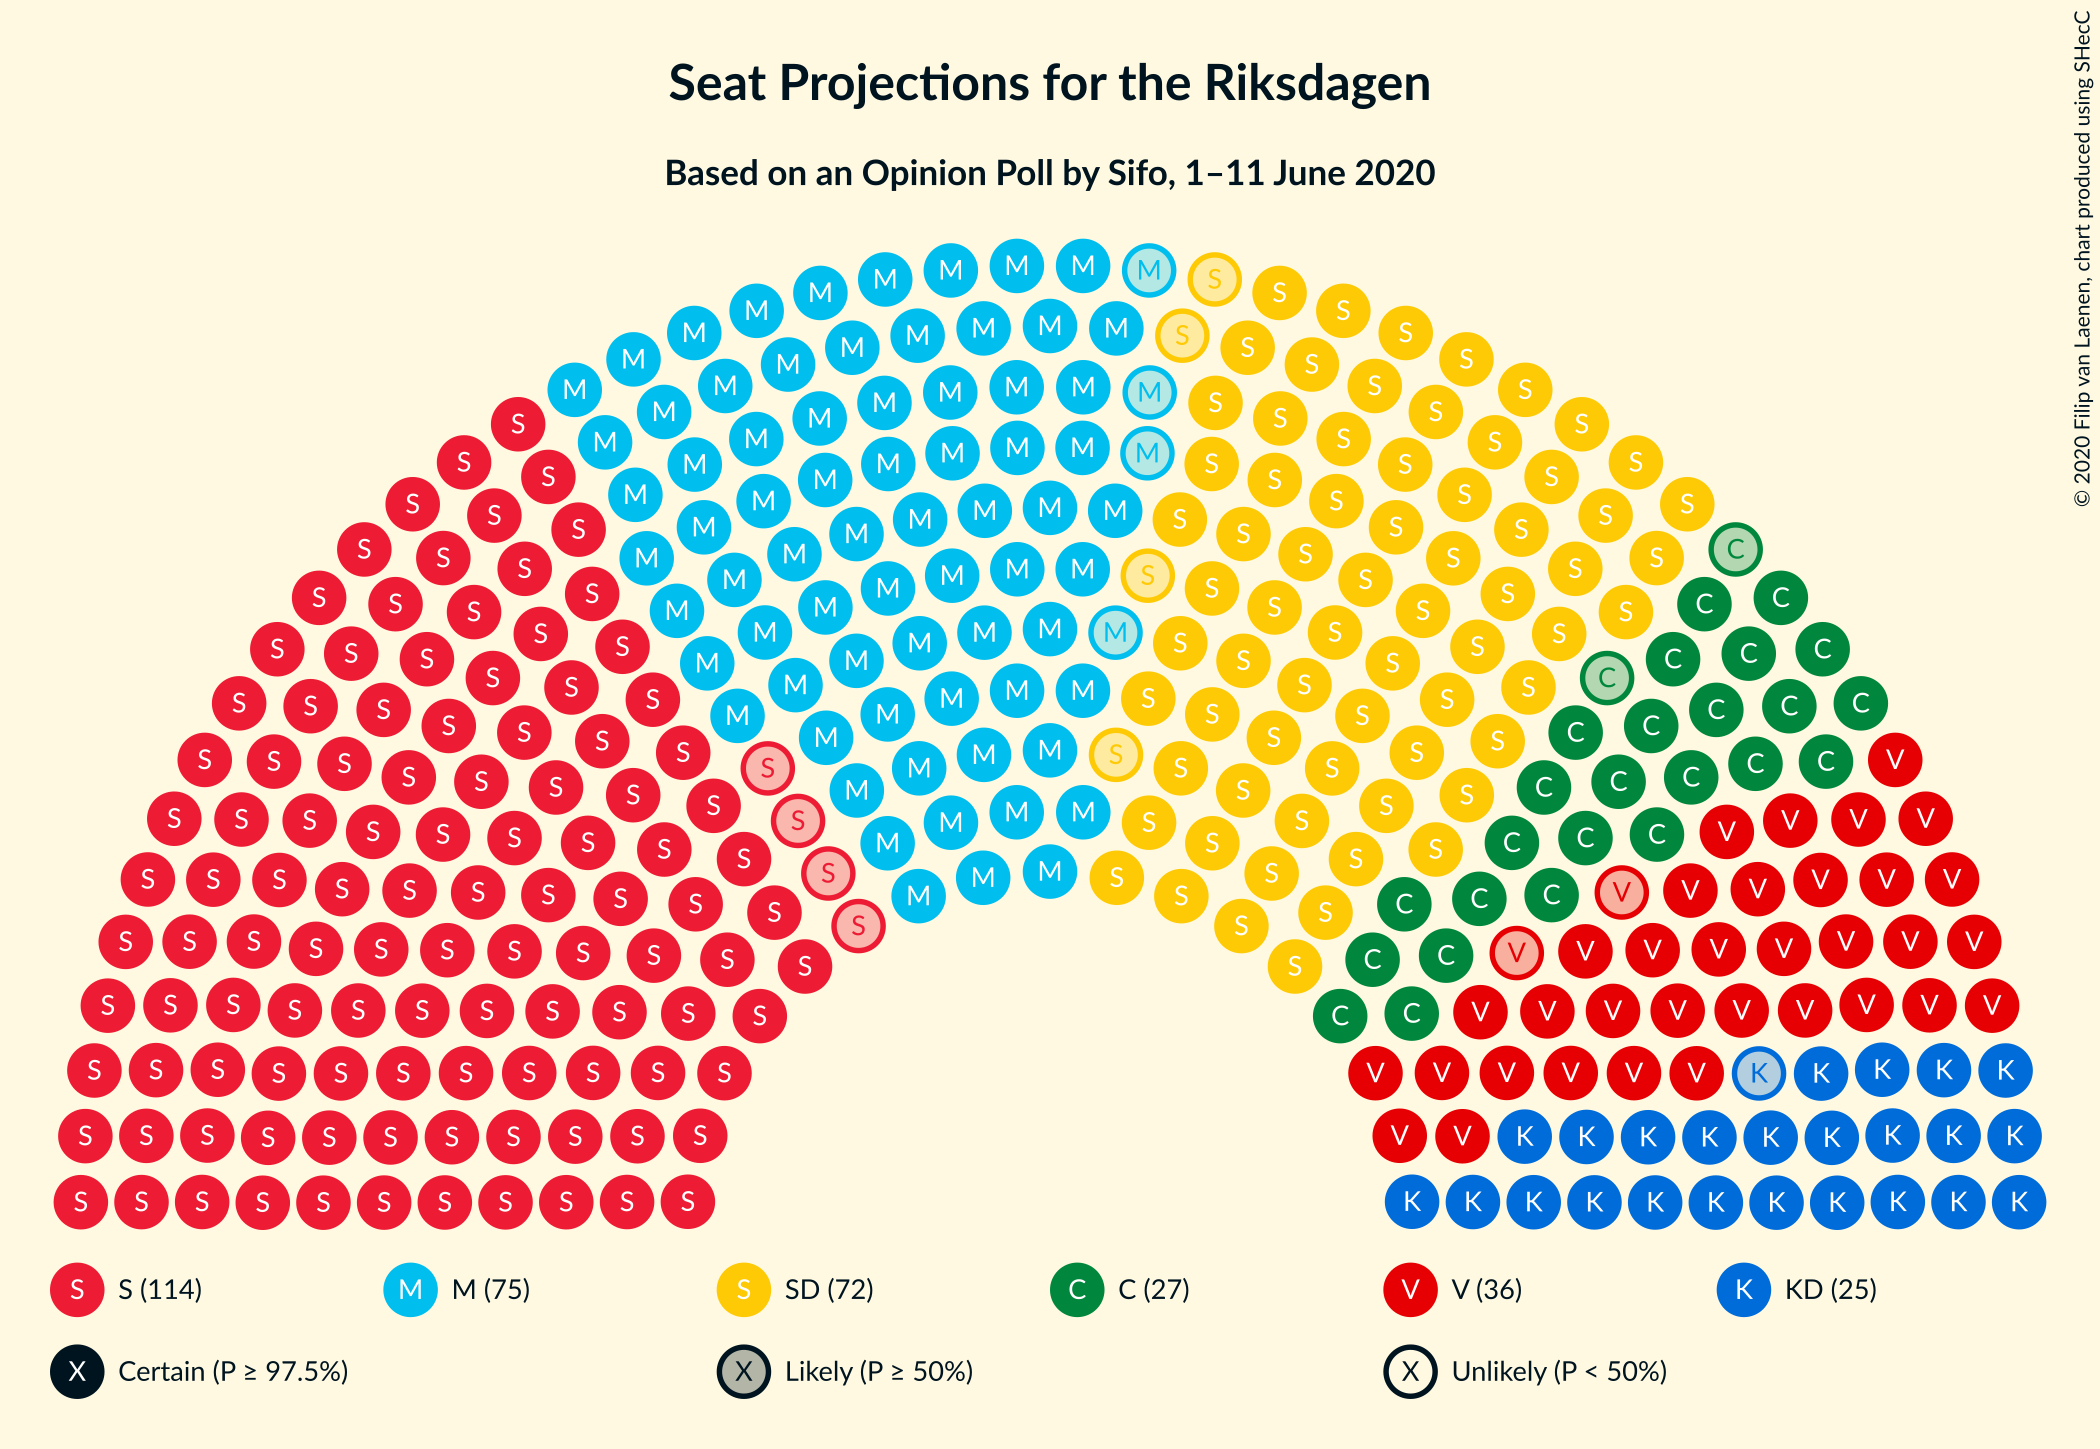 Seat Projections for the Riksdagen
Based on an Opinion Poll by Sifo, 1–11 June 2020
© 2020 Filip van Laenen, chart produced using SHecC
S S (114) M M (75) S SD (72) C C (27) V V (36) K KD (25)
X Certain (P ≥ 97.5%) X Likely (P ≥ 50%) X Unlikely (P < 50%)